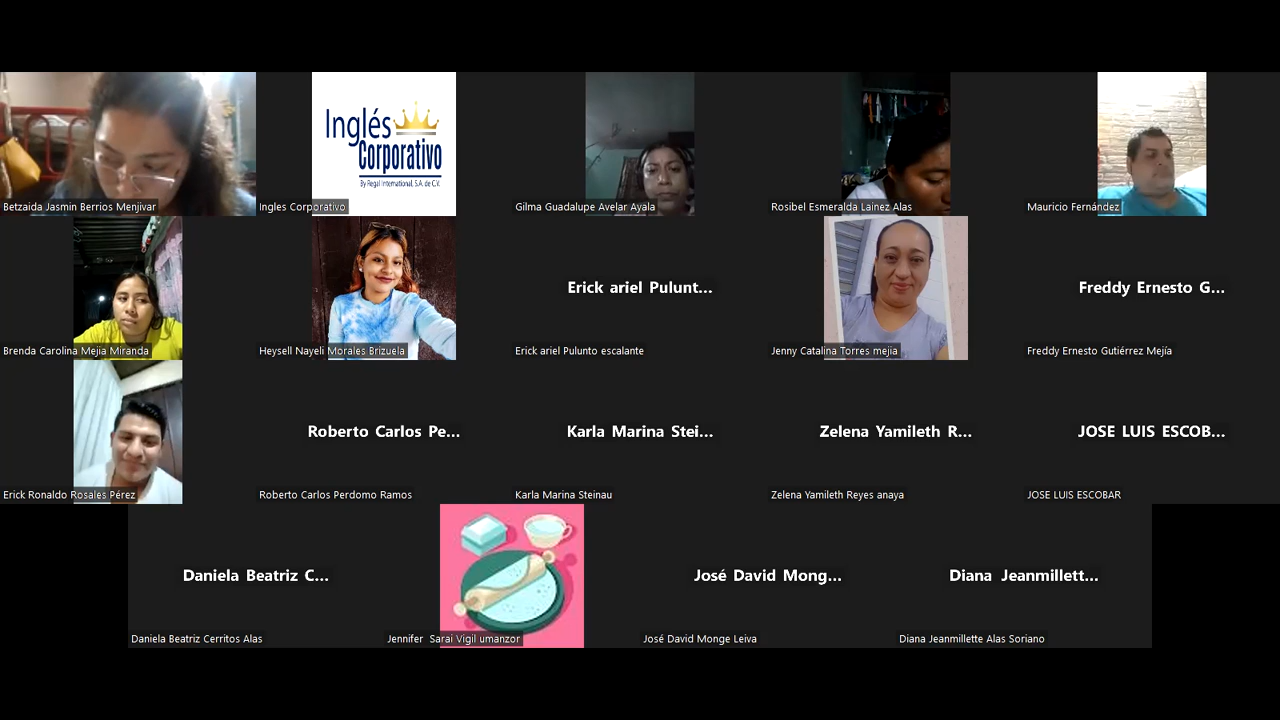 Inglés
Corporativo
By Regal International, S.A. de C.V.
Betzaida Jasmin Berrios Menjivar
Ingles Corporativo
Gilma Guadalupe Avelar Ayala
Rosibel Esmeralda Lainez Alas
Mauricio Fernández
Erick ariel Pulunt...
Freddy Ernesto G...
Brenda Carolina Mejia Miranda
Heysell Nayeli Morales Brizuela
Erick ariel Pulunto escalante
Jenny Catalina Torres mejia
Freddy Ernesto Gutiérrez Mejía
Roberto Carlos Pe...
Karla Marina Stei...
Zelena Yamileth R...
JOSE LUIS ESCOB...
Erick Ronaldo Rosales Pérez
Roberto Carlos Perdomo Ramos
Karla Marina Steinau
Zelena Yamileth Reyes anaya
JOSE LUIS ESCOBAR
Daniela Beatriz C...
José David Mong...
Diana Jeanmillett...
Daniela Beatriz Cerritos Alas
Jennifer Sarai Vigil umanzor
José David Monge Leiva
Diana Jeanmillette Alas Soriano